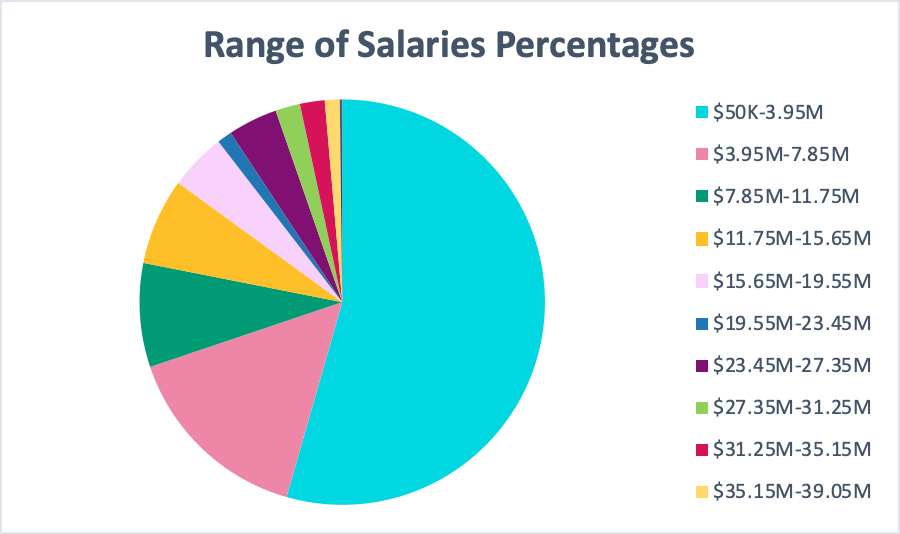 Range of Salaries Percentages
$50K-3.95M
$3.95M-7.85M
$7.85M-11.75M
$11.75M-15.65M
$15.65M-19.55M
$19.55M-23.45M
$23.45M-27.35M
$27.35M-31.25M
$31.25M-35.15M
$35.15M-39.05M